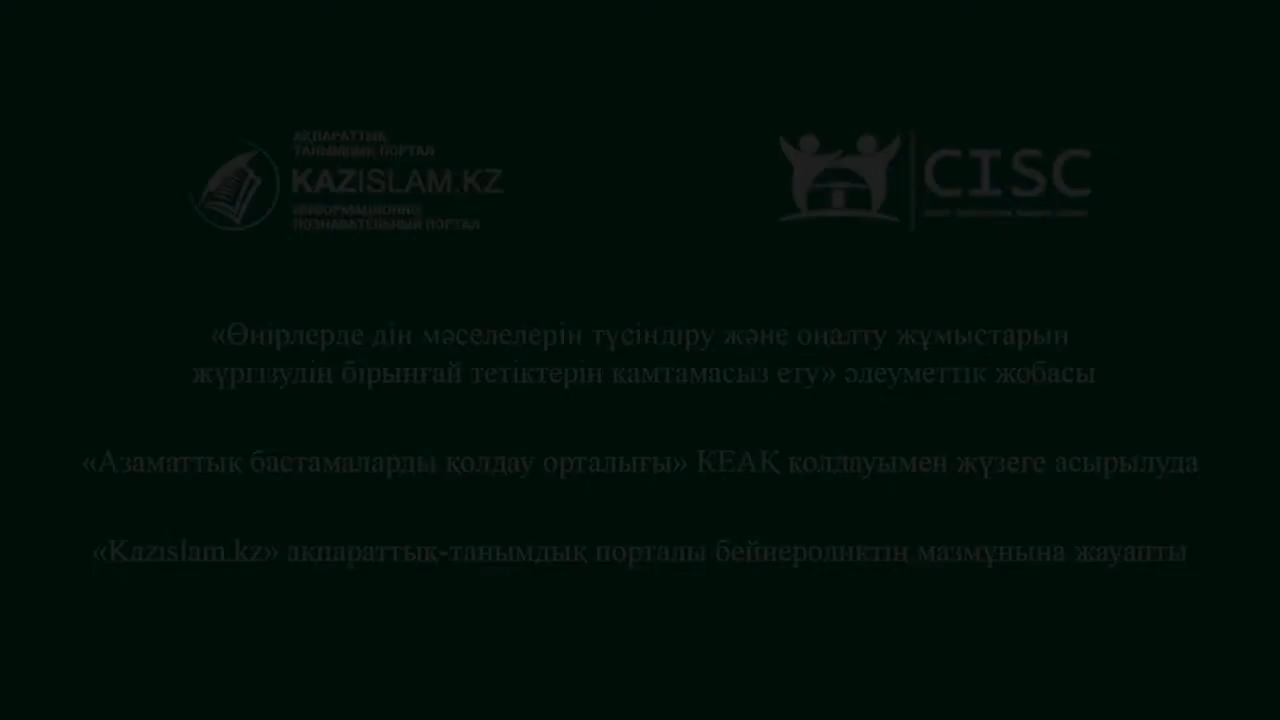 АҚПАРАТТЫҚ
ТАНЫМДЫҚ ПОРТАЛ
KAZISLAM.KZ
ИНФОРМАЦИОННО
ПОЗНАВАТЕЛЬНЫЙ ПОРТАЛ
CISC
«Өңірлерде дін мәселелерін түсіндіру және оңалту жұмыстарын
жүргізудің бірыңғай тетіктерін қамтамасыз ету» әлеуметтік жобасы
«Азаматтық бастамаларды қолдау орталығы» КЕАҚ қолдауымен жүзеге асырылуда
«Kazislam.kz» ақпараттық-танымдық порталы бейнероликтің мазмұнына жауапты